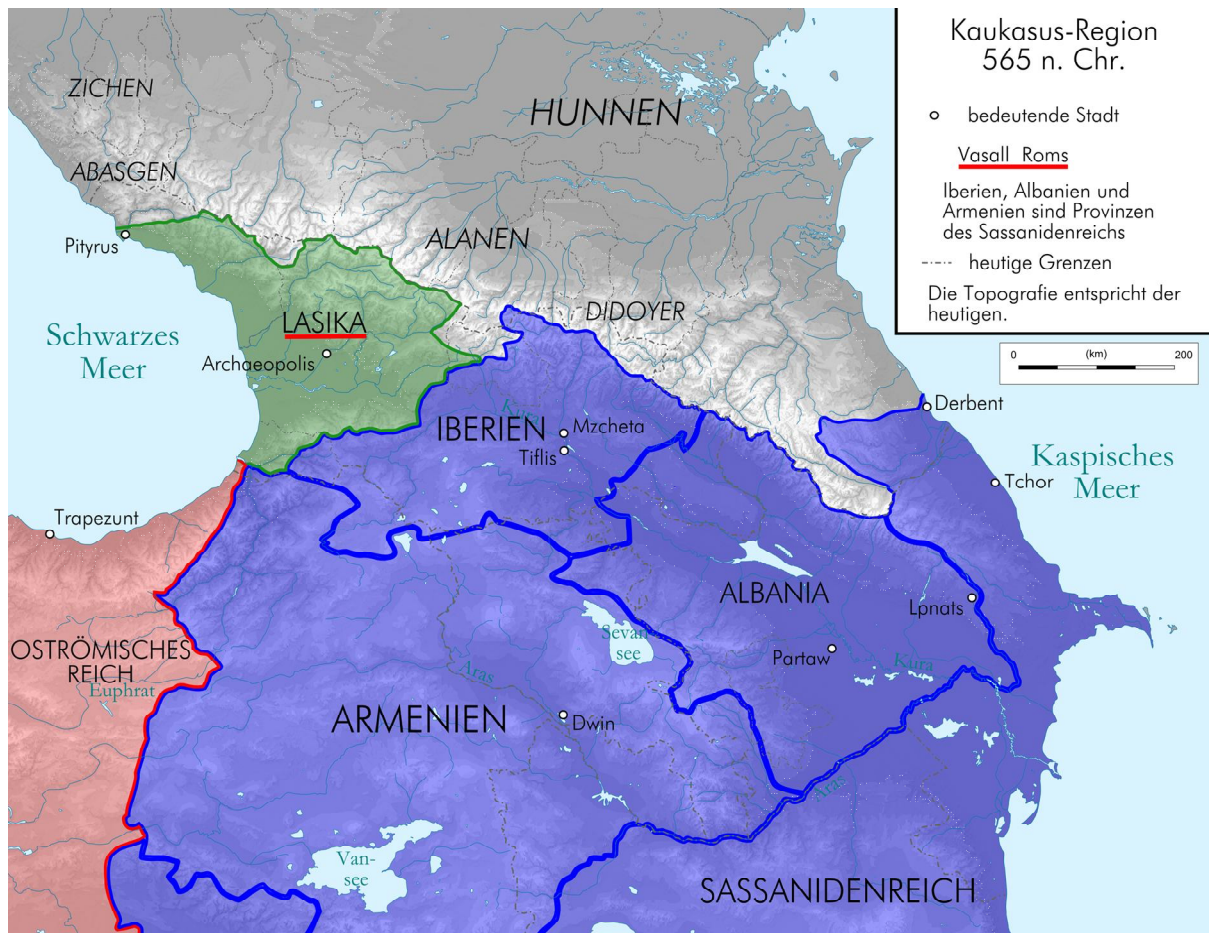 Kaukasus-Region
565 n. Chr.
bedeutende Stadt
Vasall Roms
Iberien, Albanien und
Armenien sind Provinzen
des Sassanidenreichs
heutige Grenzen
Die Topografie entspricht der
heutigen.
0 (km) 200
ZICHEN
HUNNEN
ABASGEN
Pityrus
ALANEN
DIDOYER
LASIKA
Schwarzes
Meer
Archaeopolis
Derbent
Kura
IBERIEN
Mzcheta
Tiflis
Kaspisches
Meer
Tchor
Trapezunt
ALBANIA
Lpnats
Sevan-
see
OSTRÖMISCHES
REICH
Euphrat
Partaw
Kura
Aras
ARMENIEN
Dwin
Aras
Van-
see
SASSANIDENREICH